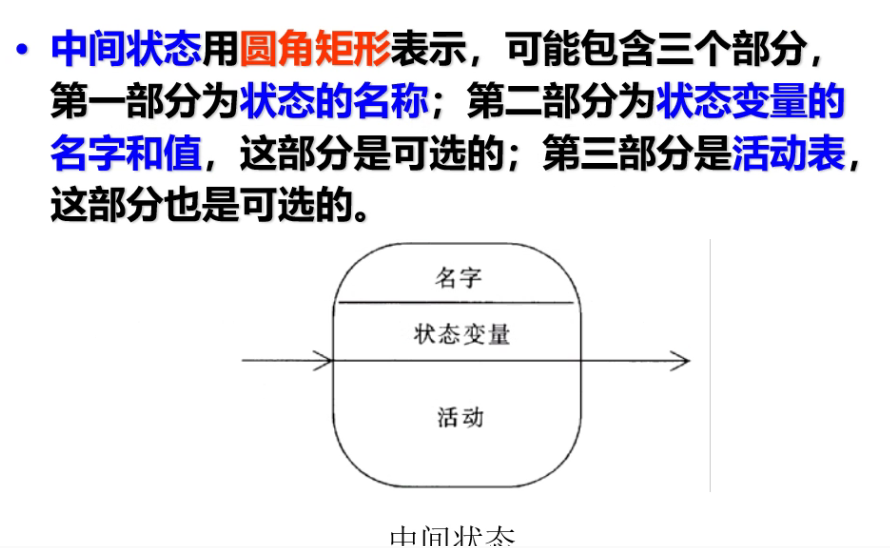 • 中间状态用圆角矩形表示，可能包含三个部分，
第一部分为状态的名称；第二部分为状态变量的
名字和值，这部分是可选的；第三部分是活动表，
这部分也是可选的。
名字
状态变量
活动
中间状态